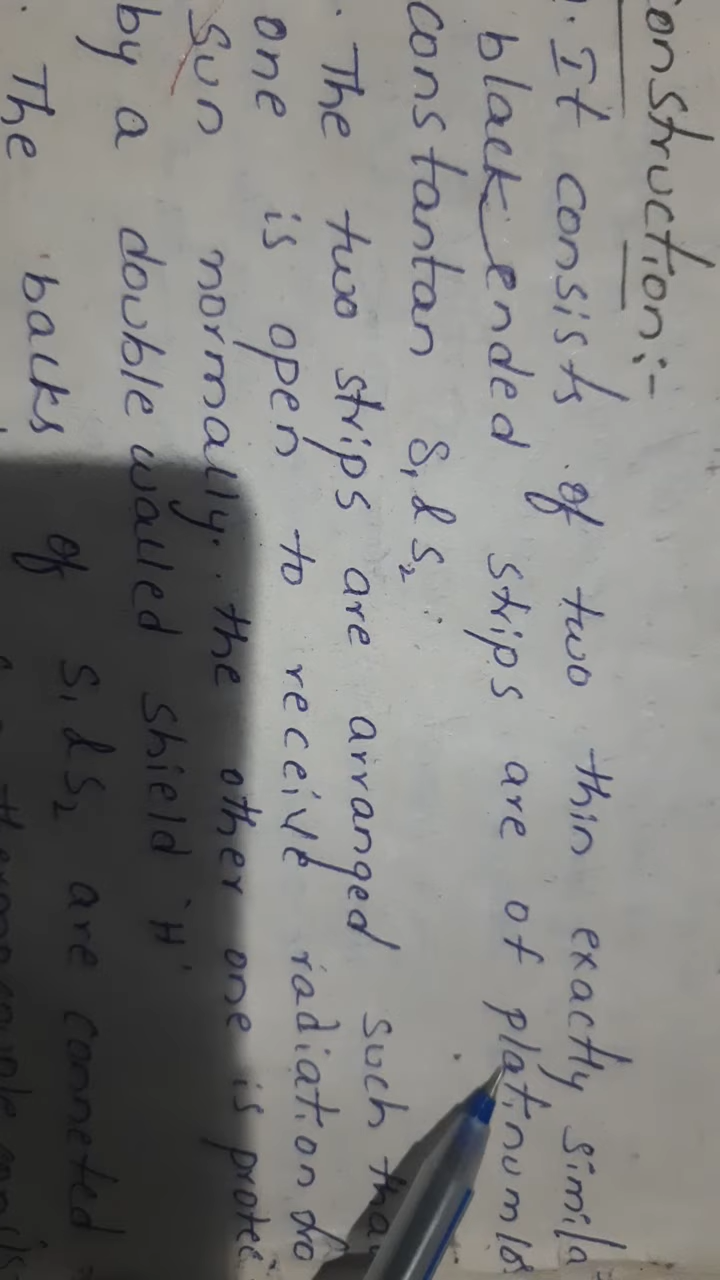 onstruction:-
. It consists of two thin exactly simila
black ended strips are of platinum
constantan S₁ & S₂
. The two strips are arranged such tha
one is open to receive radiation
sun normally. the other one is protec
by a double walled shield 'H'
. The backs of S₁ & S₂ are conneted